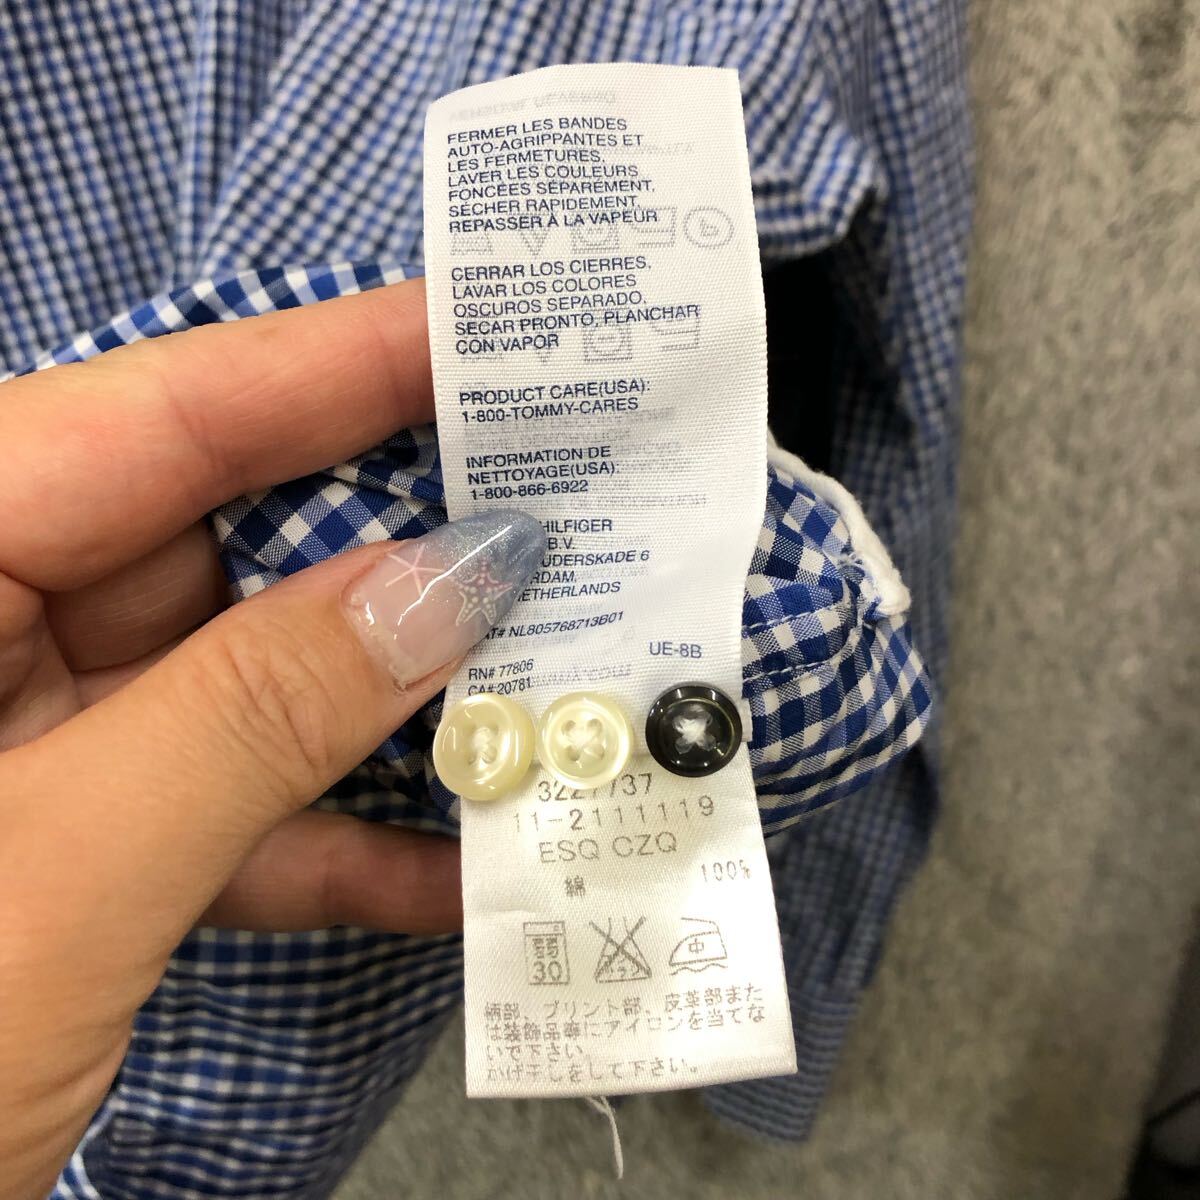 FERMER LES BANDES
AUTO-AGRIPPANTES ET
LES FERMETURES,
LAVER LES COULEURS
FONCÉES SÉPARÉMENT,
SÉCHER RAPIDEMENT,
REPASSER À LA VAPEUR
CERRAR LOS CIERRES,
LAVAR LOS COLORES
OSCUROS SEPARADO,
SECAR PRONTO, PLANCHAR
CON VAPOR
PRODUCT CARE(USA):
1-800-TOMMY-CARES
INFORMATION DE
NETTOYAGE(USA):
1-800-866-6922
HILFIGER
B.V.
UDERSKADE 6
RDAM,
ETHERLANDS
AT# NL805768713B01
UE-8B
RN# 77806
CA# 20781
11-2111119
ESQ CZQ
綿 100%
30
中
柄部、プリント部、皮革部また
は装飾品等にアイロンを当てな
いで下さい
かげ干しをして下さい。